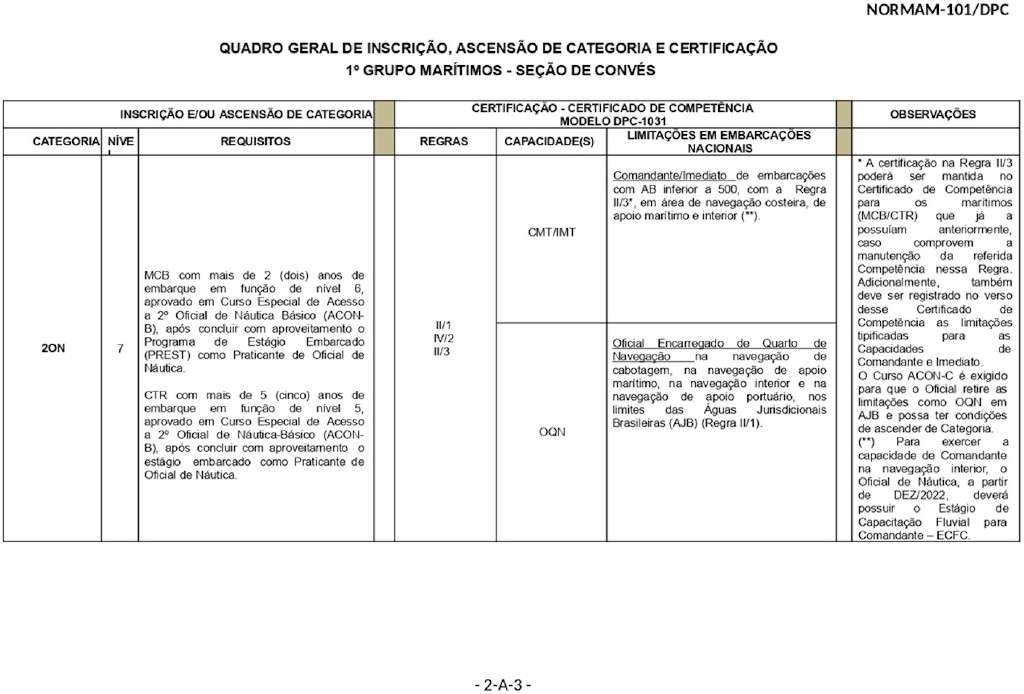 NORMAM-101/DPC
QUADRO GERAL DE INSCRIÇÃO, ASCENSÃO DE CATEGORIA E CERTIFICAÇÃO
1º GRUPO MARÍTIMOS - SEÇÃO DE CONVÉS
INSCRIÇÃO E/OU ASCENSÃO DE CATEGORIA
CERTIFICAÇÃO - CERTIFICADO DE COMPETÊNCIA
MODELO DPC-1031
OBSERVAÇÕES
CATEGORIA
NÍVE
REQUISITOS
REGRAS
CAPACIDADE(S)
LIMITAÇÕES EM EMBARCAÇÕES
NACIONAIS
2ON
7
MCB com mais de 2 (dois) anos de
embarque em função de nível 6,
aprovado em Curso Especial de Acesso
a 2º Oficial de Náutica Básico (ACON-
B), após concluir com aproveitamento o
Programa de Estágio Embarcado
(PREST) como Praticante de Oficial de
Náutica.
CTR com mais de 5 (cinco) anos de
embarque em função de nível 5,
aprovado em Curso Especial de Acesso
a 2º Oficial de Náutica-Básico (ACON-
B), após concluir com aproveitamento o
estágio embarcado como Praticante de
Oficial de Náutica.
II/1
IV/2
II/3
CMT/IMT
Comandante/Imediato de embarcações
com AB inferior a 500, com a Regra
II/3*, em área de navegação costeira, de
apoio marítimo e interior (**).
OQN
Oficial Encarregado de Quarto de
Navegação na navegação de
cabotagem, na navegação de apoio
marítimo, na navegação interior e na
navegação de apoio portuário, nos
limites das Águas Jurisdicionais
Brasileiras (AJB) (Regra II/1).
* A certificação na Regra II/3
poderá ser mantida no
Certificado de Competência
para os marítimos
(MCB/CTR) que já a
possuíam anteriormente,
caso comprovem a
manutenção da referida
Competência nessa Regra.
Adicionalmente, também
deve ser registrado no verso
desse Certificado de
Competência as limitações
tipificadas para as
Capacidades de
Comandante e Imediato.
O Curso ACON-C é exigido
para que o Oficial retire as
limitações como OQN em
AJB e possa ter condições
de ascender de Categoria.
(**) Para exercer a
capacidade de Comandante
na navegação interior, o
Oficial de Náutica, a partir
de DEZ/2022, deverá
possuir o Estágio de
Capacitação Fluvial para
Comandante – ECFC.
- 2-A-3 -